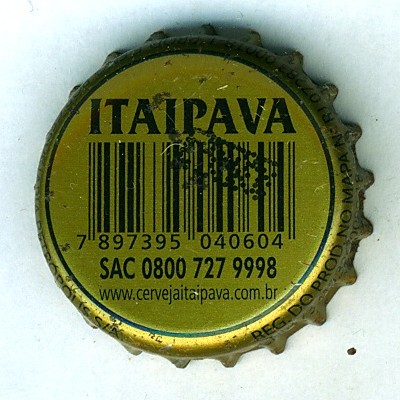 ITAIPAVA
7 897395 040604
SAC 0800 727 9998
www.cervejaitaipava.com.br
REG. DO PROD NO MAPA